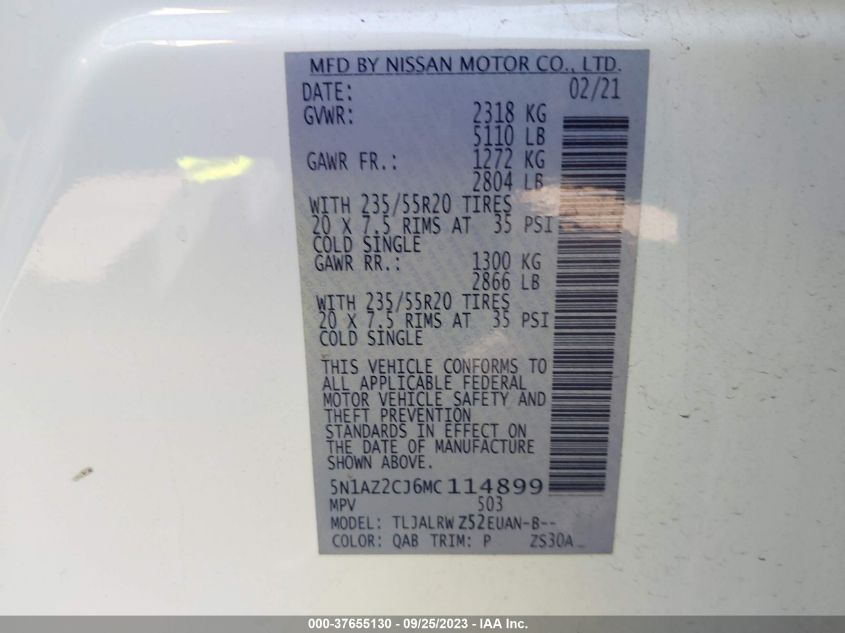 MFD BY NISSAN MOTOR CO., LTD.
DATE: 02/21
GVWR: 2318 KG
5110 LB
GAWR FR.: 1272 KG
2804 LB
WITH 235/55R20 TIRES
20 X 7.5 RIMS AT 35 PSI
COLD SINGLE
GAWR RR.: 1300 KG
2866 LB
WITH 235/55R20 TIRES
20 X 7.5 RIMS AT 35 PSI
COLD SINGLE
THIS VEHICLE CONFORMS TO
ALL APPLICABLE FEDERAL
MOTOR VEHICLE SAFETY AND
THEFT PREVENTION
STANDARDS IN EFFECT ON
THE DATE OF MANUFACTURE
SHOWN ABOVE.
5N1AZ2CJ6MC114899
MPV 503
MODEL: TLJALRW Z52EUAN-B--
COLOR: QAB TRIM: P ZS30A_
000-37655130 - 09/25/2023 - IAA Inc.